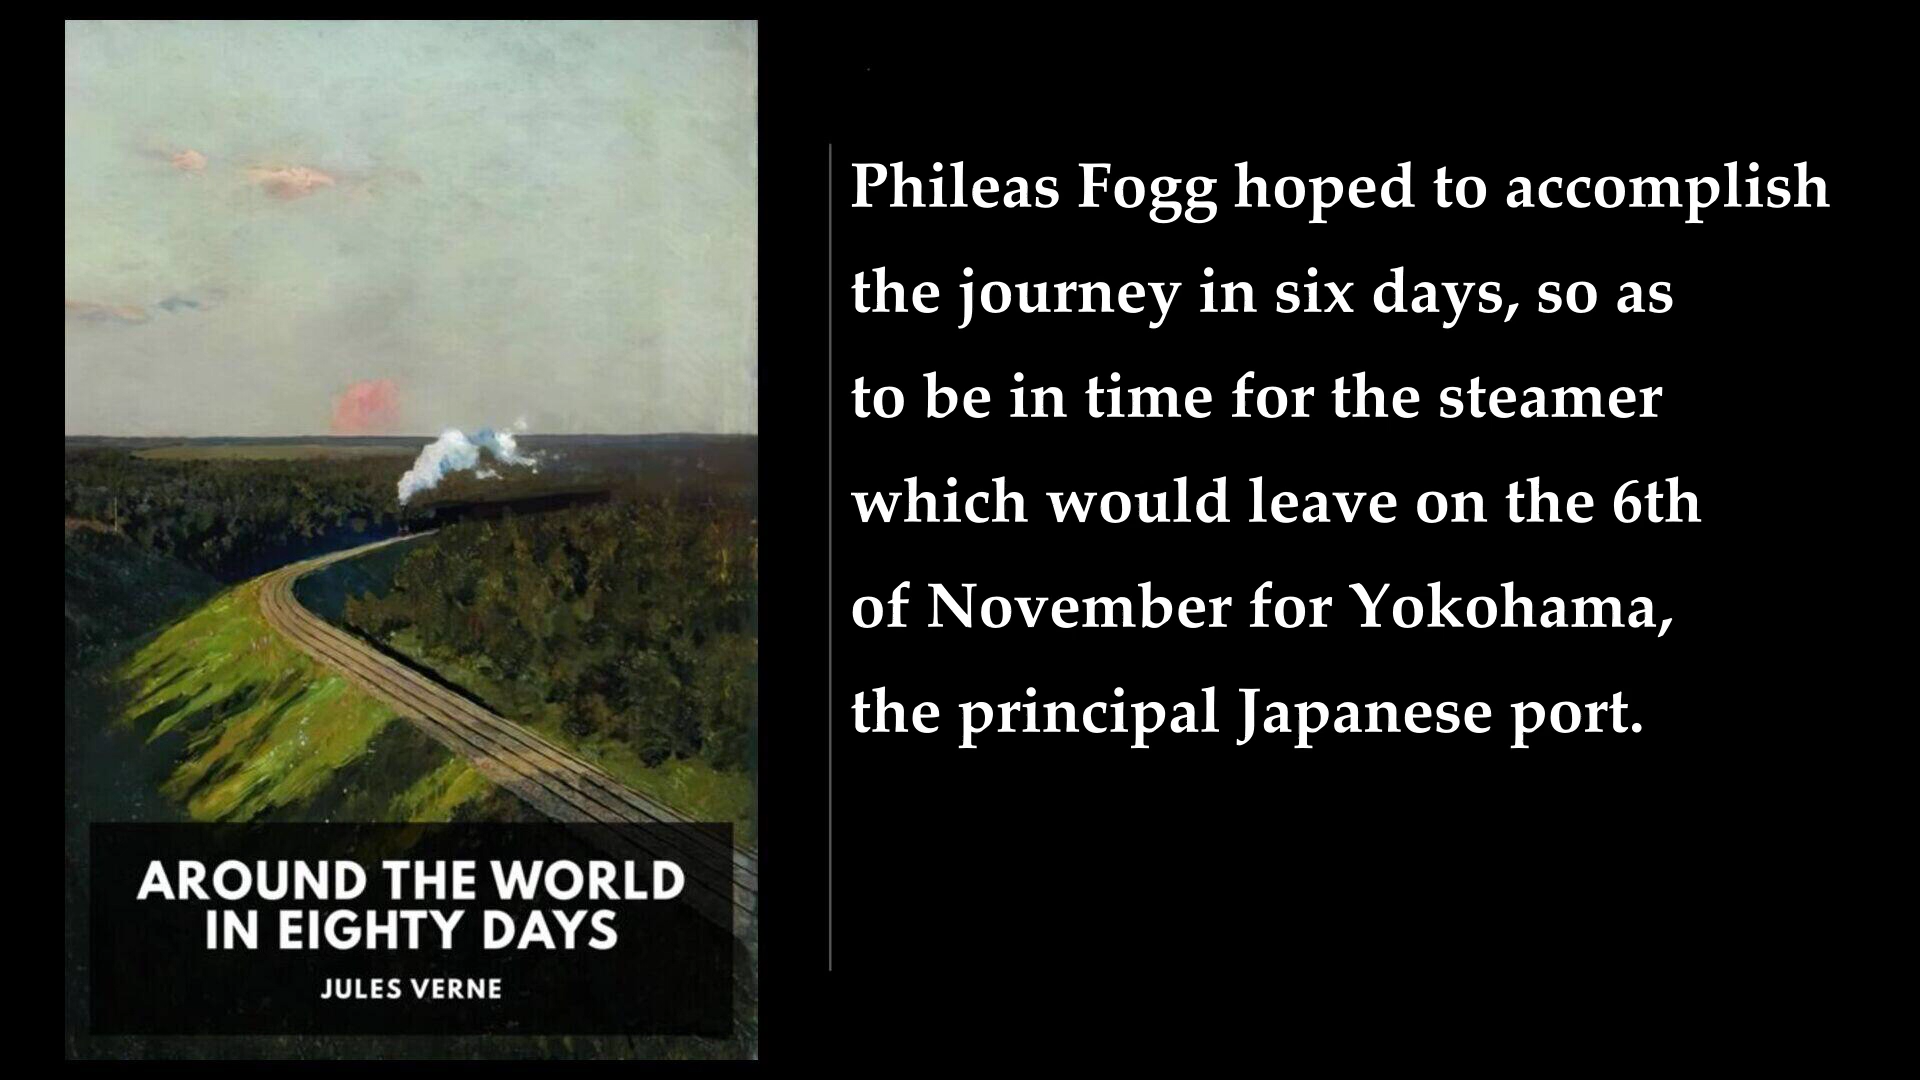 AROUND THE WORLD
IN EIGHTY DAYS
JULES VERNE
Phileas Fogg hoped to accomplish
the journey in six days, so as
to be in time for the steamer
which would leave on the 6th
of November for Yokohama,
the principal Japanese port.